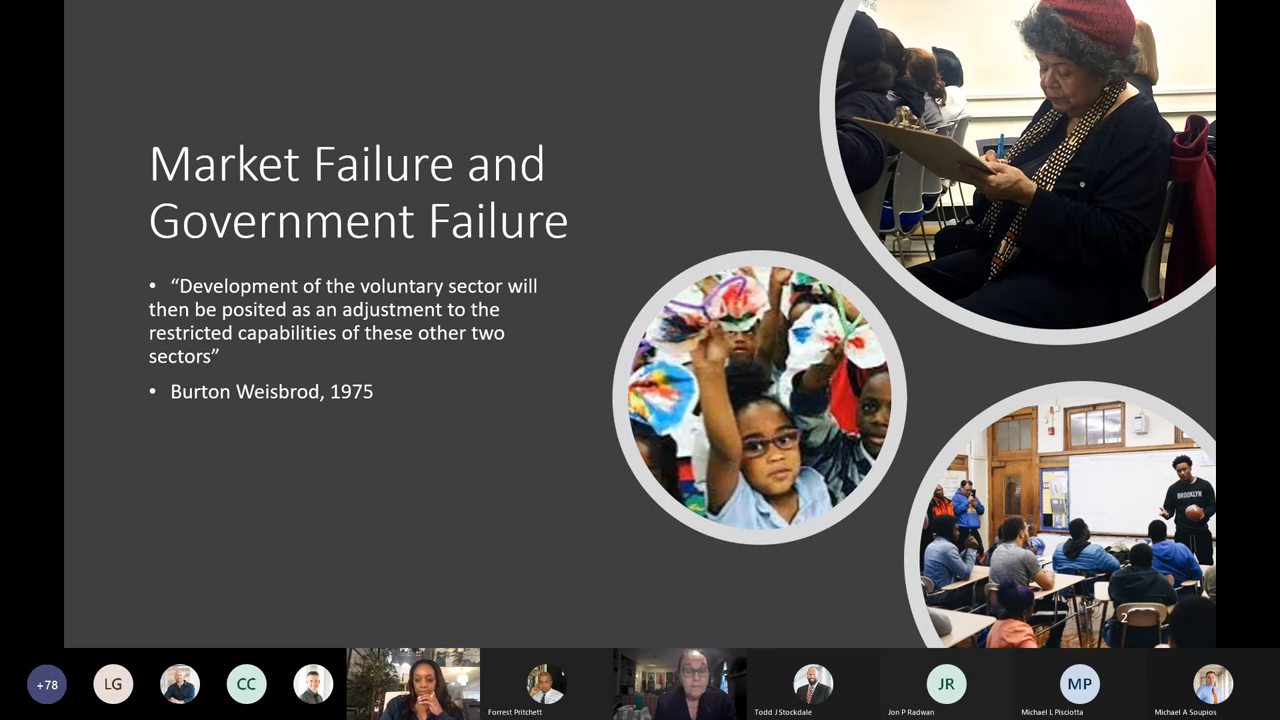 Market Failure and
Government Failure
• “Development of the voluntary sector will
then be posited as an adjustment to the
restricted capabilities of these other two
sectors”
• Burton Weisbrod, 1975
BROOKLYN
2
+78
LG
CC
Forrest Pritchett
Todd J Stockdale
JR
Jon P Radwan
MP
Michael L Pisciotta
Michael A Soupios